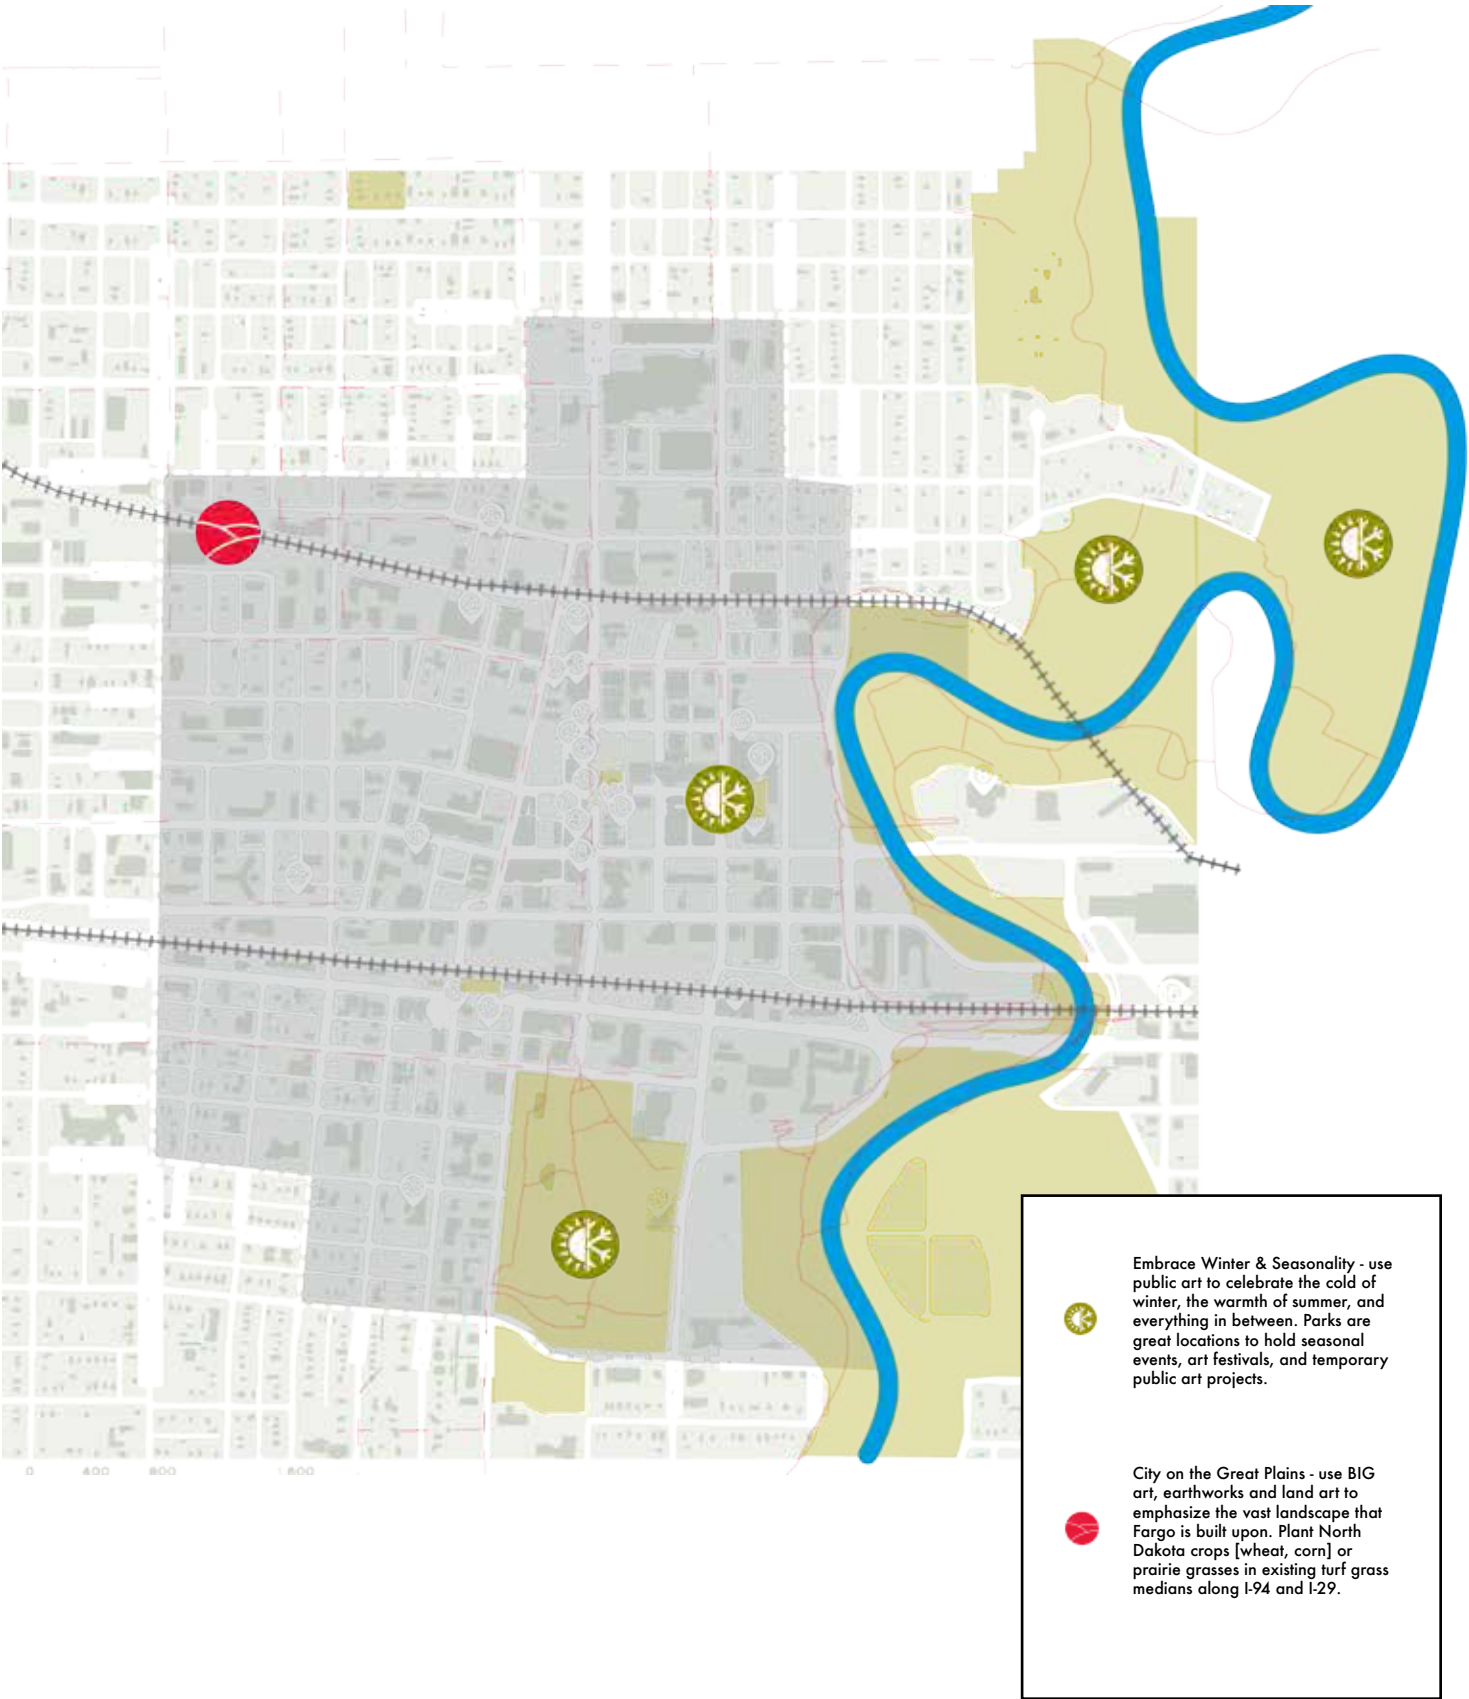 0 400 800 1,600
Embrace Winter & Seasonality - use
public art to celebrate the cold of
winter, the warmth of summer, and
everything in between. Parks are
great locations to hold seasonal
events, art festivals, and temporary
public art projects.
City on the Great Plains - use BIG
art, earthworks and land art to
emphasize the vast landscape that
Fargo is built upon. Plant North
Dakota crops [wheat, corn] or
prairie grasses in existing turf grass
medians along I-94 and I-29.